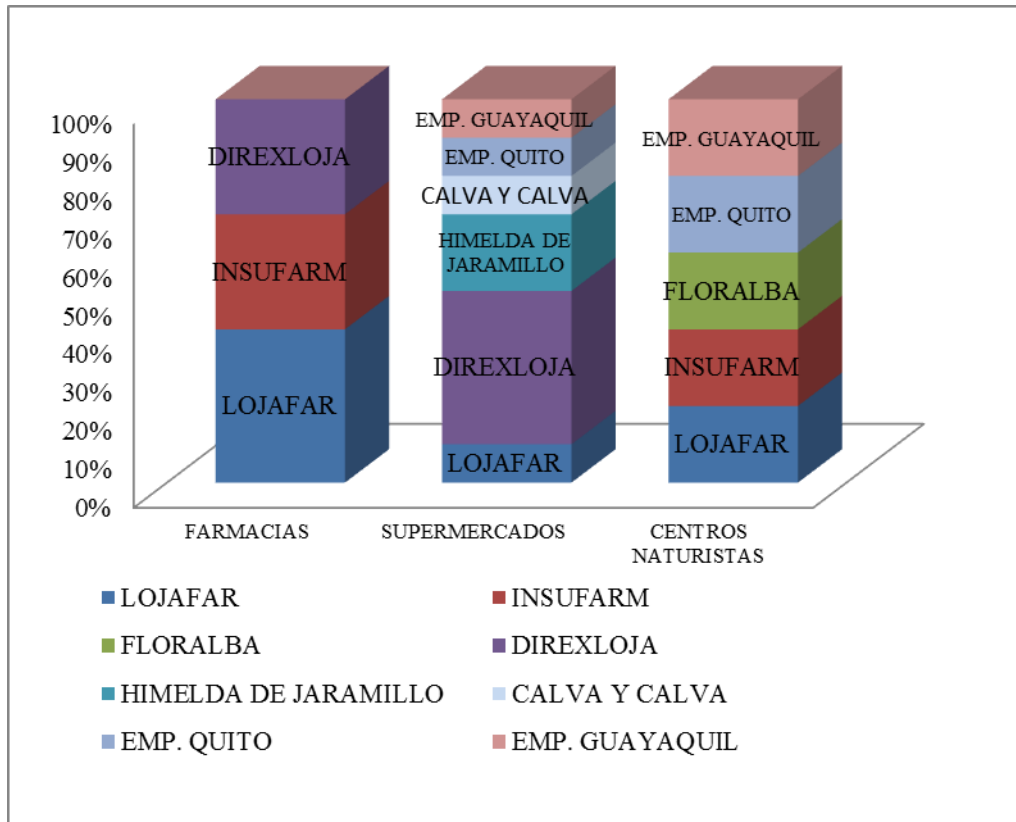 100%
90%
80%
70%
60%
50%
40%
30%
20%
10%
0%
DIREXLOJA
INSUFARM
LOJAFAR
EMP. GUAYAQUIL
EMP. QUITO
CALVA Y CALVA
HIMELDA DE
JARAMILLO
DIREXLOJA
LOJAFAR
EMP. GUAYAQUIL
EMP. QUITO
FLORALBA
INSUFARM
LOJAFAR
FARMACIAS
SUPERMERCADOS
CENTROS
NATURISTAS
LOJAFAR
INSUFARM
FLORALBA
DIREXLOJA
HIMELDA DE JARAMILLO
CALVA Y CALVA
EMP. QUITO
EMP. GUAYAQUIL